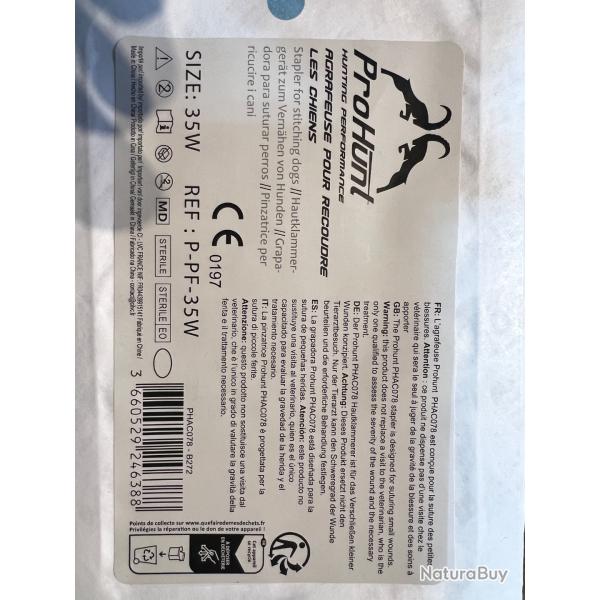 ProHunt
HUNTING PERFORMANCE
AGRAFEUSE POUR RECOUDRE
LES CHIENS
Stapler for stitching dogs // Hautklammer-
gerät zum Vernähen von Hunden // Grapa-
dora para suturar perros // Pinzatrice per
ricucire i cani
CE 0197
SIZE: 35W REF : P-PF-35W
MD STERILE STERILE EO
FR: L'agrafeuse Prohunt PHAC078 est conçue pour la suture des petites
blessures. Attention : ce produit ne dispense pas d'une visite chez le
vétérinaire qui sera le seul à juger de la gravité de la blessure et des soins à
apporter.
GB: The Prohunt PHAC078 stapler is designed for suturing small wounds.
Warning: this product does not replace a visit to the veterinarian, who is the
only one qualified to assess the severity of the wound and the necessary
treatment.
DE: Der Prohunt PHAC078 Hautklammerer ist für das Verschließen kleiner
Wunden konzipiert. Achtung: Dieses Produkt ersetzt nicht den
Tierarztbesuch. Nur der Tierarzt kann den Schweregrad der Wunde
beurteilen und die erforderliche Behandlung festlegen.
ES: La grapadora Prohunt PHAC078 está diseñada para la
sutura de pequeñas heridas. Atención: este producto no
sustituye una visita al veterinario, quien es el único
capacitado para evaluar la gravedad de la herida y el
tratamiento necesario.
IT: La pinzatrice Prohunt PHAC078 è progettata per la
sutura di piccole ferite.
Attenzione: questo prodotto non sostituisce una visita dal
veterinario, che è l'unico in grado di valutare la gravità della
ferita e il trattamento necessario.
PHAC078 - R272
3 660529 246388
Cet appareil
se recycle
À DÉPOSER
EN DÉCHÈTERIE
Points de collecte sur www.quefairedemesdechets.fr
Privilégiez la réparation ou le don de votre appareil !
NaturaBuy